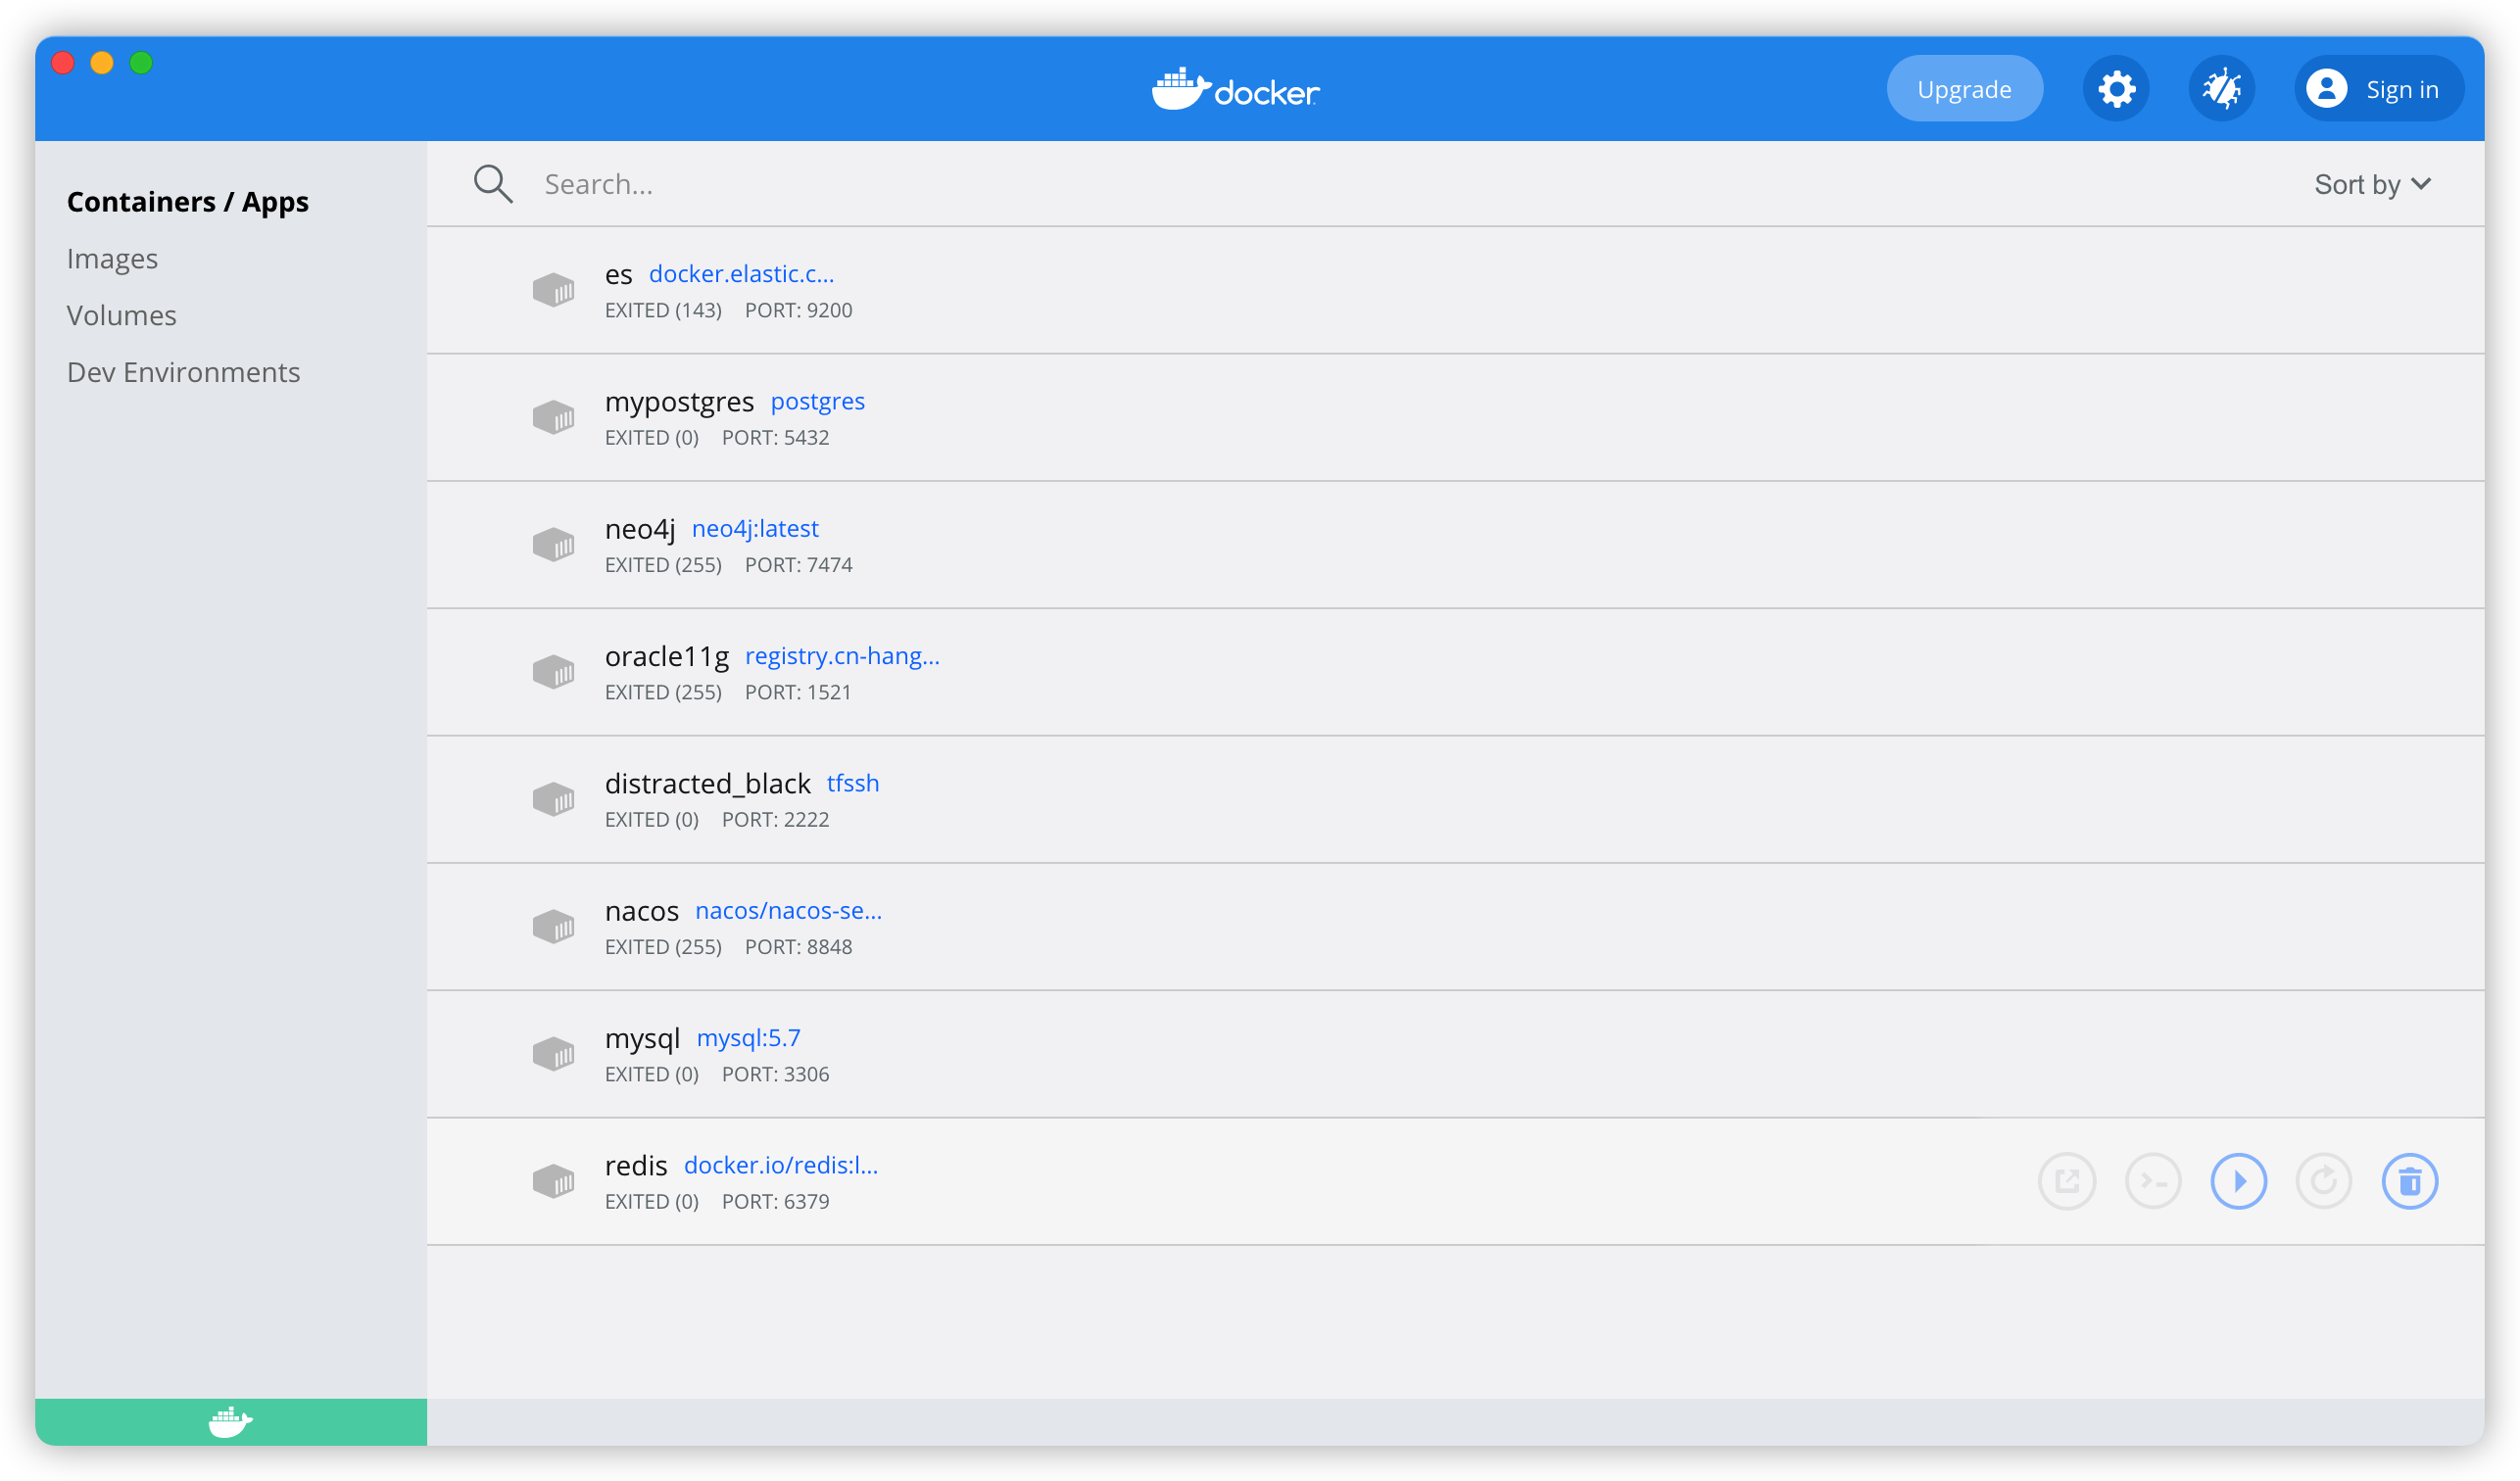 docker
Upgrade
Sign in
Containers / Apps
Images
Volumes
Dev Environments
Search...
Sort by
es docker.elastic.c...
EXITED (143) PORT: 9200
mypostgres postgres
EXITED (0) PORT: 5432
neo4j neo4j:latest
EXITED (255) PORT: 7474
oracle11g registry.cn-hang...
EXITED (255) PORT: 1521
distracted_black tfssh
EXITED (0) PORT: 2222
nacos nacos/nacos-se...
EXITED (255) PORT: 8848
mysql mysql:5.7
EXITED (0) PORT: 3306
redis docker.io/redis:l...
EXITED (0) PORT: 6379